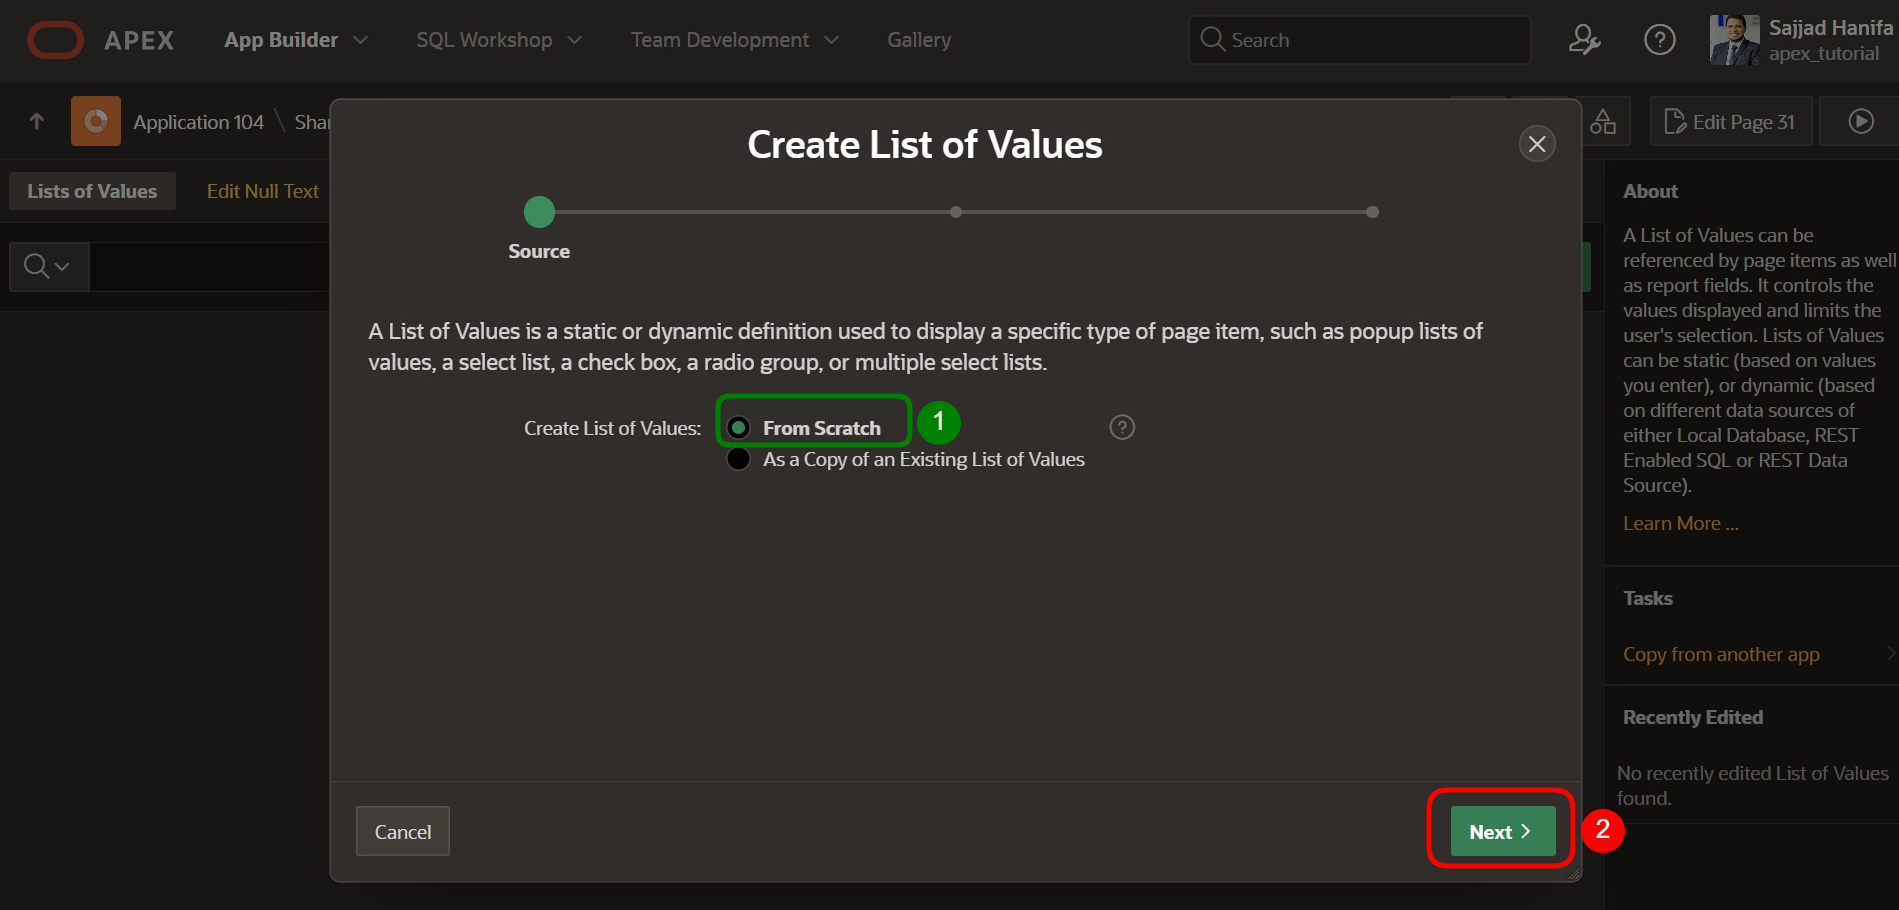 APEX App Builder SQL Workshop Team Development Gallery Search Sajjad Hanifa
apex_tutorial
Application 104 \ Shar Edit Page 31
Lists of Values Edit Null Text
Create List of Values
Source
A List of Values is a static or dynamic definition used to display a specific type of page item, such as popup lists of
values, a select list, a check box, a radio group, or multiple select lists.
Create List of Values: From Scratch 1 ?
As a Copy of an Existing List of Values
Cancel Next 2
About
A List of Values can be
referenced by page items as well
as report fields. It controls the
values displayed and limits the
user's selection. Lists of Values
can be static (based on values
you enter), or dynamic (based
on different data sources of
either Local Database, REST
Enabled SQL or REST Data
Source).
Learn More ...
Tasks
Copy from another app
Recently Edited
No recently edited List of Values
found.